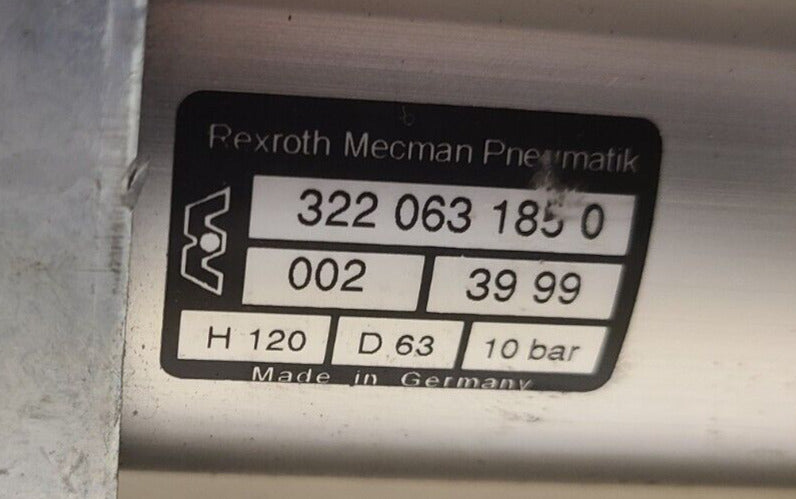 Rexroth Mecman Pneumatik
322 063 185 0
002 39 99
H 120 D 63 10 bar
Made in Germany